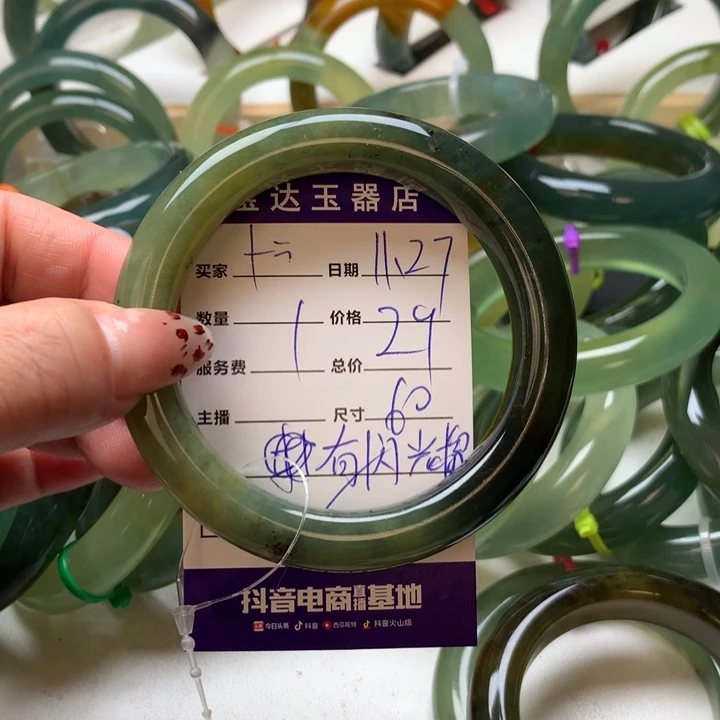 达玉器店
买家 十六 日期 11.27
数量 1 价格 29
服务费 总价
主播 尺寸 60
有闪光
抖音电商直播基地
今日头条 抖音 西瓜视频 抖音火山版